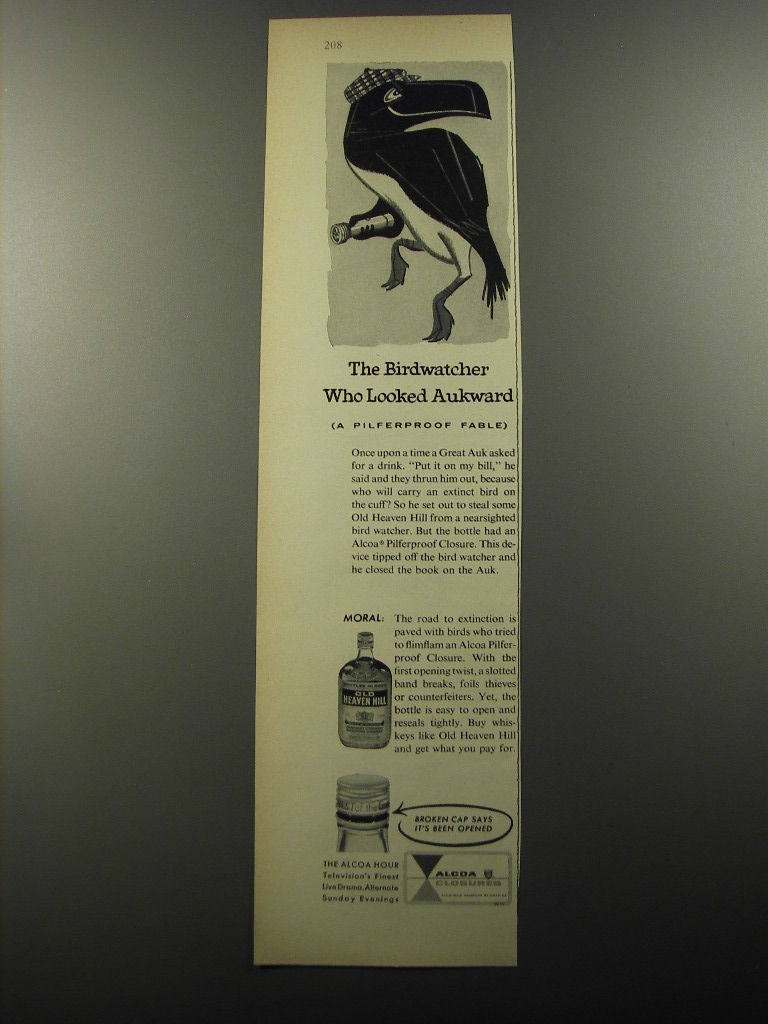 208
The Birdwatcher
Who Looked Aukward
(A PILFERPROOF FABLE)
Once upon a time a Great Auk asked
for a drink. "Put it on my bill," he
said and they thrun him out, because
who will carry an extinct bird on
the cuff? So he set out to steal some
Old Heaven Hill from a nearsighted
bird watcher. But the bottle had an
Alcoa® Pilferproof Closure. This de-
vice tipped off the bird watcher and
he closed the book on the Auk.
MORAL: The road to extinction is
paved with birds who tried
to flimflam an Alcoa Pilfer-
proof Closure. With the
first opening twist, a slotted
band breaks, foils thieves
or counterfeiters. Yet, the
bottle is easy to open and
reseals tightly. Buy whis-
keys like Old Heaven Hill
and get what you pay for.
OLD
HEAVEN HILL
BROKEN CAP SAYS
IT'S BEEN OPENED
THE ALCOA HOUR
Television's Finest
Live Drama, Alternate
Sunday Evenings
ALCOA
CLOSURES